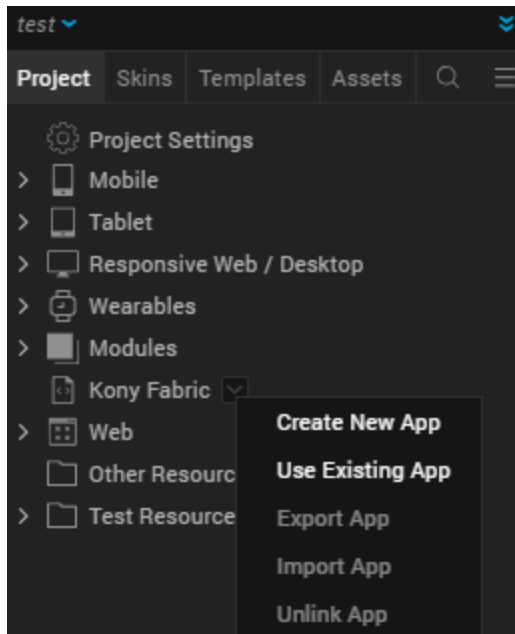 test
Project Skins Templates Assets
Project Settings
Mobile
Tablet
Responsive Web / Desktop
Wearables
Modules
Kony Fabric
Create New App
Web
Use Existing App
Other Resourc
Export App
Test Resource
Import App
Unlink App